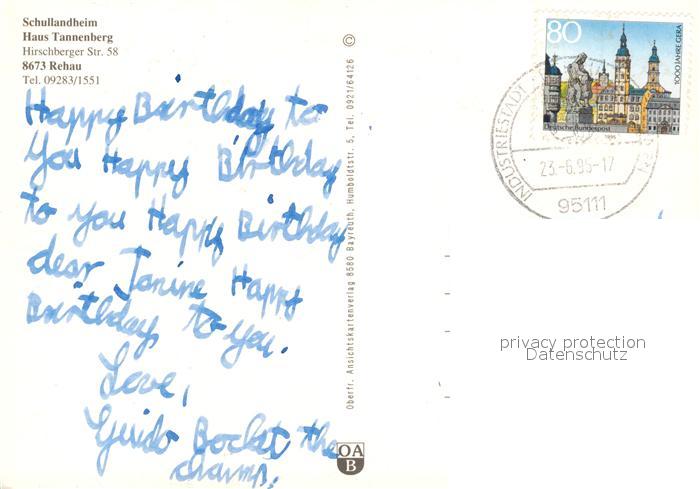 Schullandheim
Haus Tannenberg
Hirschberger Str. 58
8673 Rehau
Tel. 09283/1551
Happy Birthday to
You Happy Birthday
to you Happy Birthday
dear Janine Happy
Birthday to you.
Love,
Guido the
champ.
©
Oberfr. Ansichtskartenverlag 8580 Bayreuth, Humboldtstr. 5, Tel. 0921/64126
OA
B
80
1000 JAHRE GERA
Deutsche Bundespost
1995
INDUSTRIESTADT
23.-6.95-17
95111
privacy protection
Datenschutz